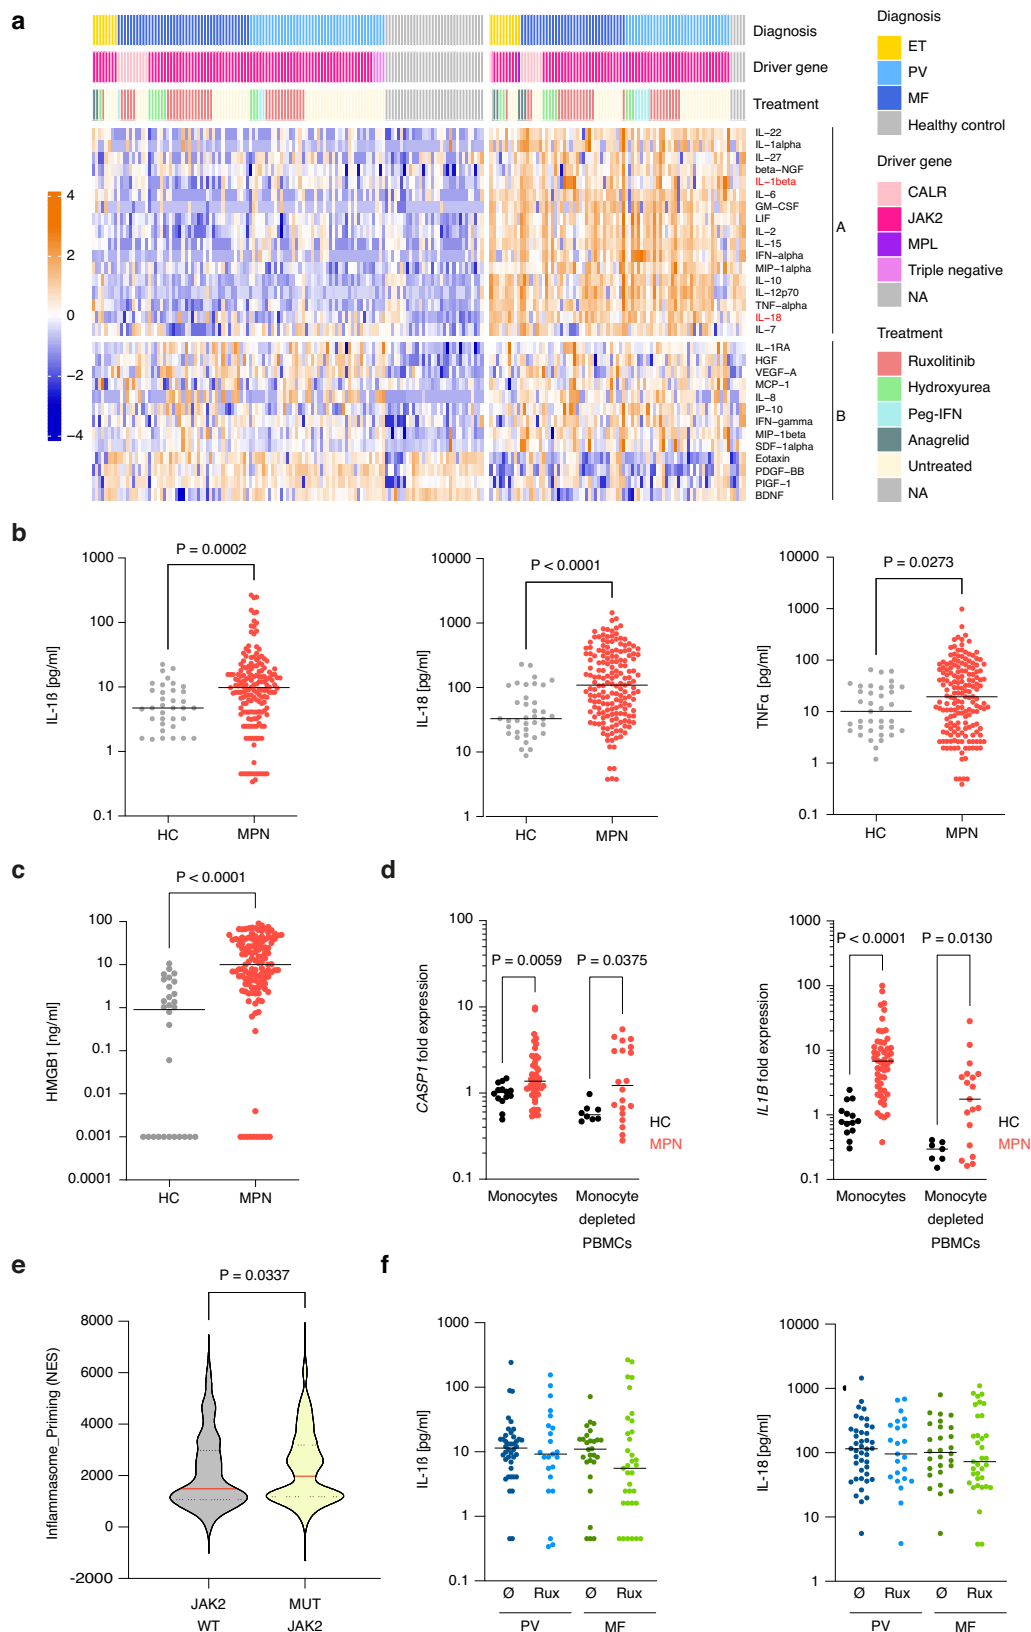 a
Diagnosis
Driver gene
Treatment
Diagnosis
ET
PV
MF
Healthy control
Driver gene
CALR
JAK2
MPL
Triple negative
NA
Treatment
Ruxolitinib
Hydroxyurea
Peg-IFN
Anagrelid
Untreated
NA
4
2
0
−2
−4
IL−22
IL−1alpha
IL−27
beta−NGF
IL−1beta
IL−6
GM−CSF
LIF
IL−2
IL−15
IFN−alpha
MIP−1alpha
IL−10
IL−12p70
TNF−alpha
IL−18
IL−7
A
IL−1RA
HGF
VEGF−A
MCP−1
IL−8
IP−10
IFN−gamma
MIP−1beta
SDF−1alpha
Eotaxin
PDGF−BB
PlGF−1
BDNF
B
b
P = 0.0002
IL-1ß [pg/ml]
1000
100
10
1
0.1
HC MPN
P < 0.0001
IL-18 [pg/ml]
10000
1000
100
10
1
HC MPN
P = 0.0273
TNFα [pg/ml]
10000
1000
100
10
1
0.1
HC MPN
c
P < 0.0001
HMGB1 [ng/ml]
100
10
1
0.1
0.01
0.001
0.0001
HC MPN
d
CASP1 fold expression
100
10
1
0.1
P = 0.0059 P = 0.0375
HC
MPN
Monocytes
Monocyte
depleted
PBMCs
IL1B fold expression
1000
100
10
1
0.1
P < 0.0001 P = 0.0130
HC
MPN
Monocytes
Monocyte
depleted
PBMCs
e
P = 0.0337
Inflammasome_Priming (NES)
8000
6000
4000
2000
0
-2000
JAK2
WT
MUT
JAK2
f
IL-1ß [pg/ml]
1000
100
10
1
0.1
Ø Rux Ø Rux
PV MF
IL-18 [pg/ml]
10000
1000
100
10
1
Ø Rux Ø Rux
PV MF